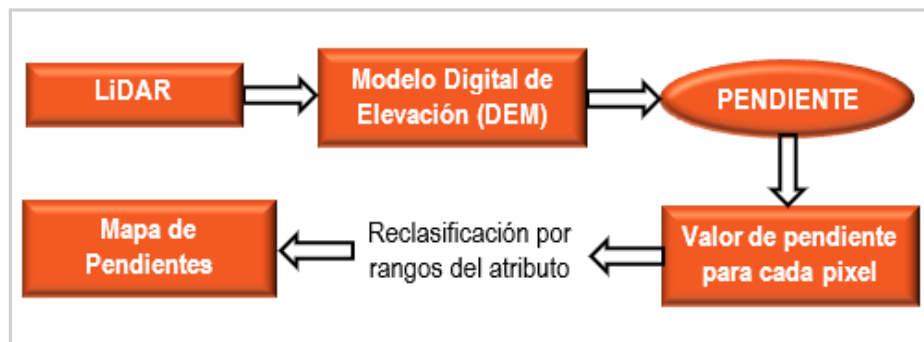 LiDAR
Modelo Digital de
Elevación (DEM)
PENDIENTE
Valor de pendiente
para cada pixel
Reclasificación por
rangos del atributo
Mapa de
Pendientes